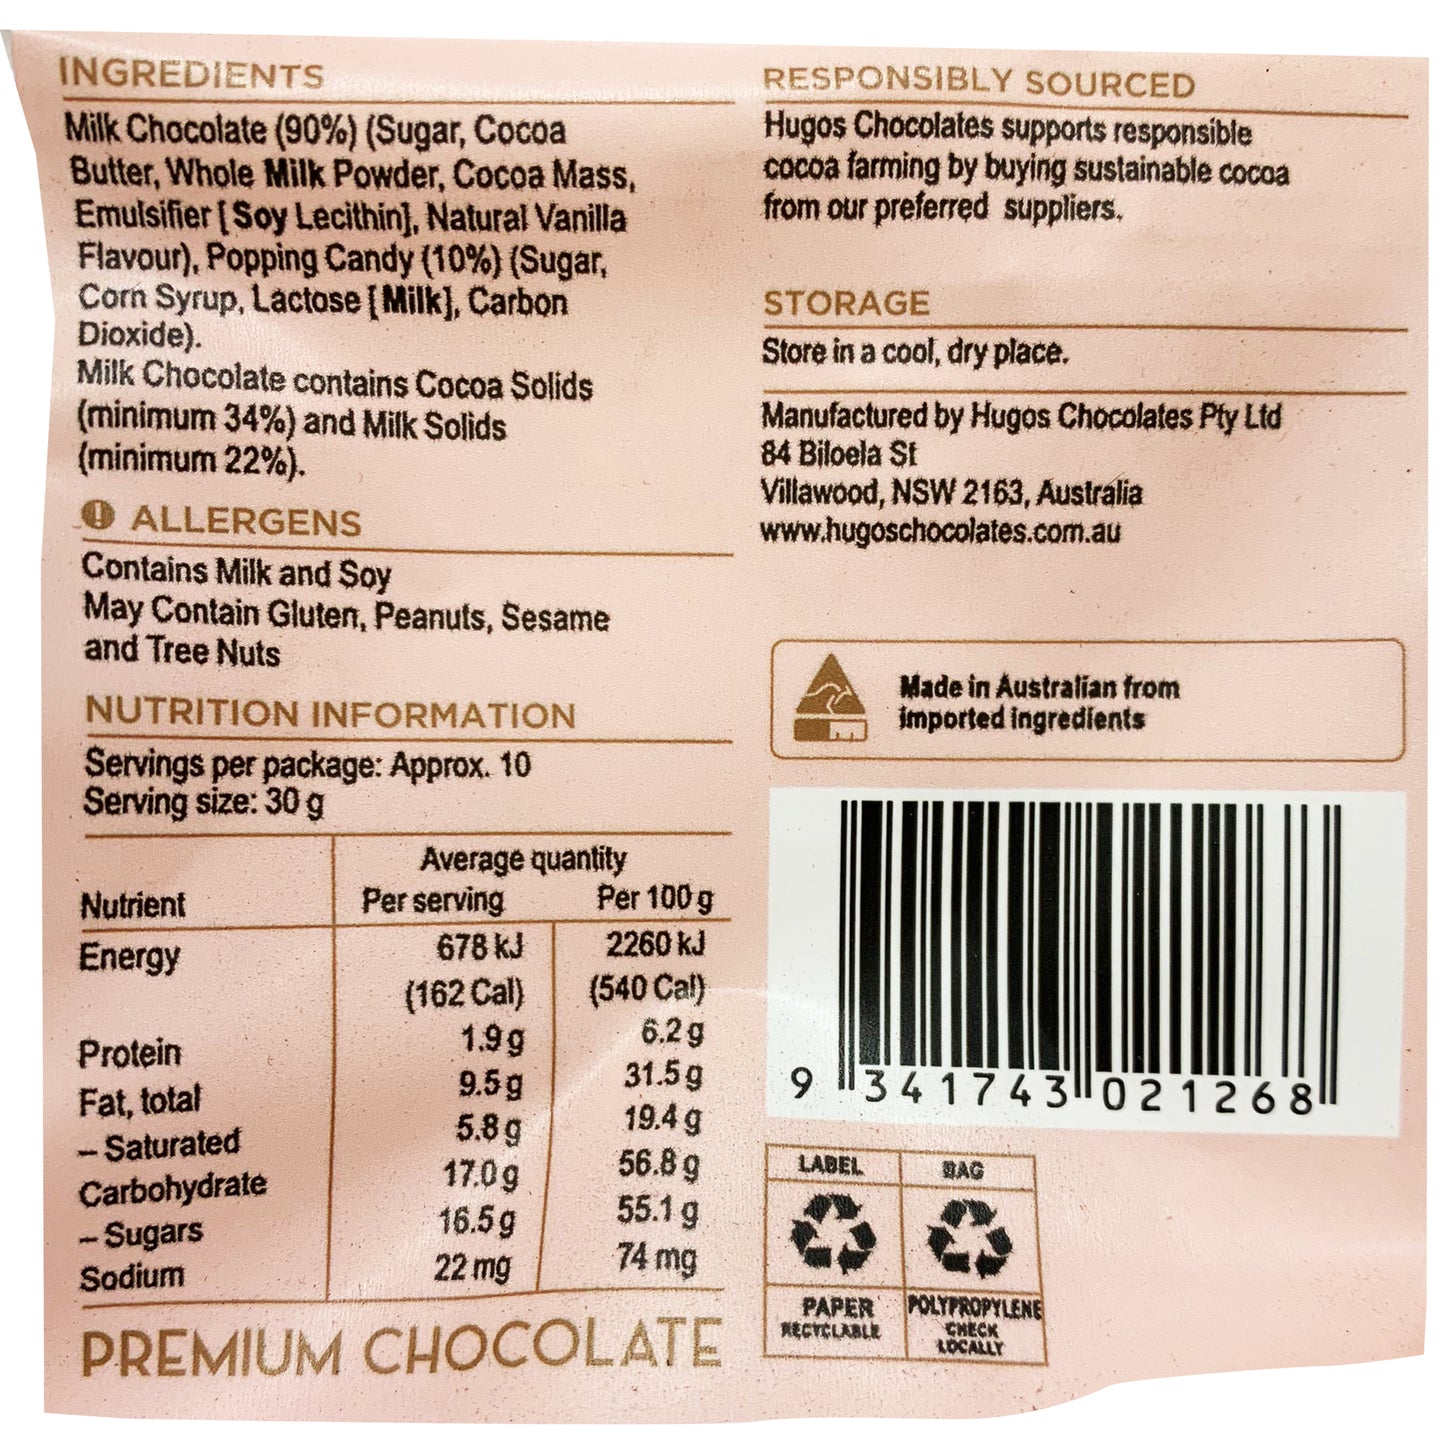 INGREDIENTS
Milk Chocolate (90%) (Sugar, Cocoa
Butter, Whole Milk Powder, Cocoa Mass,
Emulsifier [Soy Lecithin], Natural Vanilla
Flavour), Popping Candy (10%) (Sugar,
Corn Syrup, Lactose [Milk], Carbon
Dioxide).
Milk Chocolate contains Cocoa Solids
(minimum 34%) and Milk Solids
(minimum 22%).
ALLERGENS
Contains Milk and Soy
May Contain Gluten, Peanuts, Sesame
and Tree Nuts
NUTRITION INFORMATION
Servings per package: Approx. 10
Serving size: 30 g
Average quantity
Nutrient Per serving Per 100 g
Energy 678 kJ 2260 kJ
(162 Cal) (540 Cal)
Protein 1.9 g 6.2 g
Fat, total 9.5 g 31.5 g
– Saturated 5.8 g 19.4 g
Carbohydrate 17.0 g 56.8 g
– Sugars 16.5 g 55.1 g
Sodium 22 mg 74 mg
PREMIUM CHOCOLATE
RESPONSIBLY SOURCED
Hugos Chocolates supports responsible
cocoa farming by buying sustainable cocoa
from our preferred suppliers.
STORAGE
Store in a cool, dry place.
Manufactured by Hugos Chocolates Pty Ltd
84 Biloela St
Villawood, NSW 2163, Australia
www.hugoschocolates.com.au
Made in Australian from
imported ingredients
9 341743 021268
LABEL BAG
PAPER POLYPROPYLENE
RECYCLABLE CHECK
LOCALLY